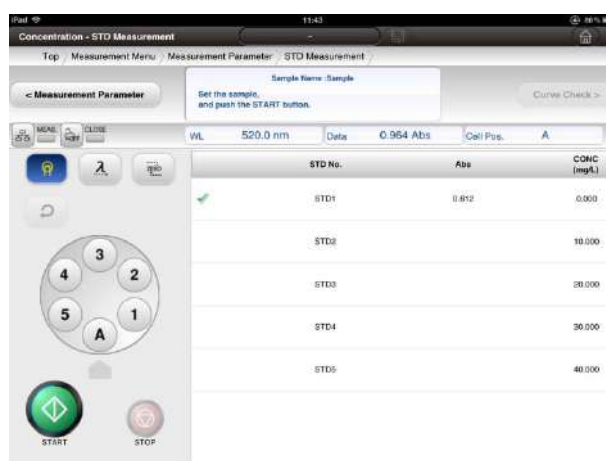 iPad 11:43 86%
Concentration - STD Measurement -
Top / Measurement Menu / Measurement Parameter / STD Measurement /
< Measurement Parameter
Sample Name :Sample
Set the sample,
and push the START button.
Curve Check >
MEAS. CLOSE
WL 520.0 nm Data 0.964 Abs Cell Pos. A
STD No. Abs CONC
(mg/L)
λ
STD1 0.612 0.000
STD2 10.000
3
4 2
STD3 20.000
5 1
STD4 30.000
A
STD5 40.000
START STOP